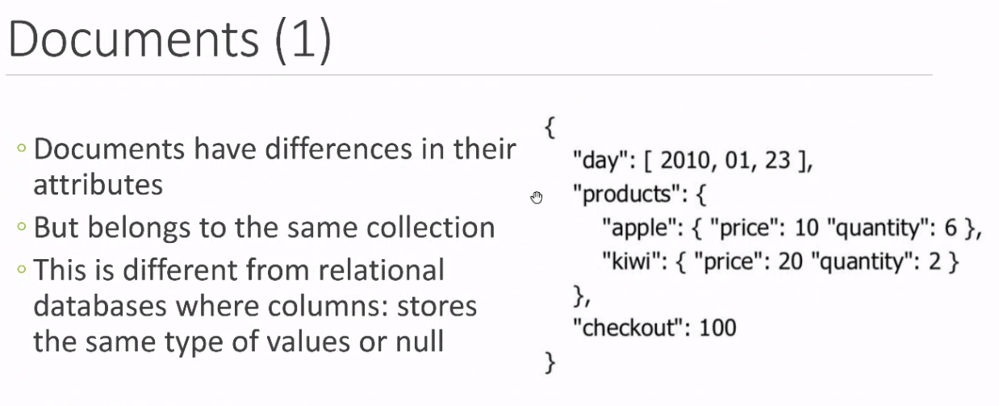 Documents (1)
◦ Documents have differences in their
attributes
◦ But belongs to the same collection
◦ This is different from relational
databases where columns: stores
the same type of values or null
{
"day": [ 2010, 01, 23 ],
"products": {
"apple": { "price": 10 "quantity": 6 },
"kiwi": { "price": 20 "quantity": 2 }
},
"checkout": 100
}